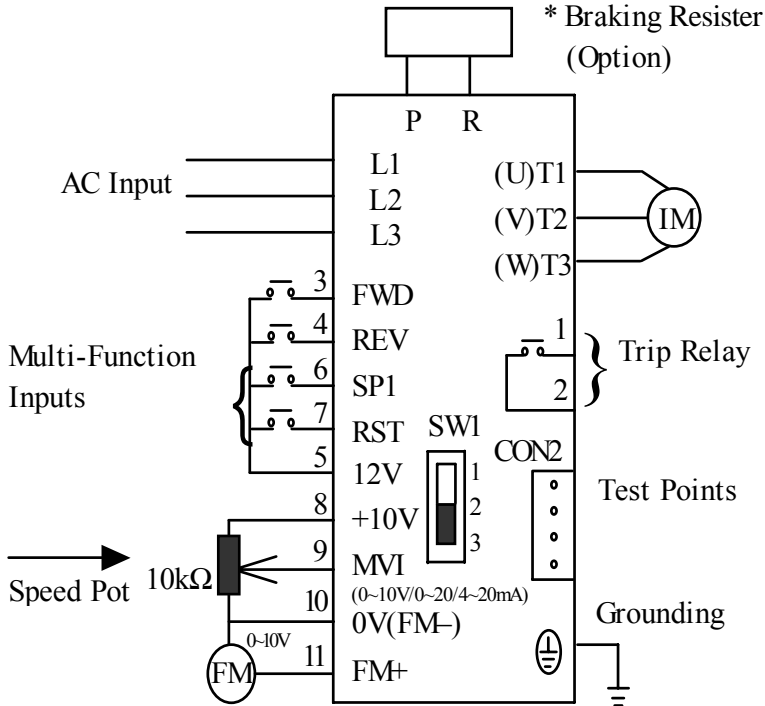 * Braking Resister
(Option)
P R
L1
AC Input
L2
L3
(U)T1
(V)T2
IM
(W)T3
3 FWD
4 REV
Multi-Function
Inputs
6 SP1
7 RST
5 12V
1
Trip Relay
2
SW1
1
2
3
CON2
Test Points
8 +10V
9 MVI
10kΩ
Speed Pot
(0~10V/0~20/4~20mA)
10 0V(FM–)
0~10V
FM
11 FM+
Grounding